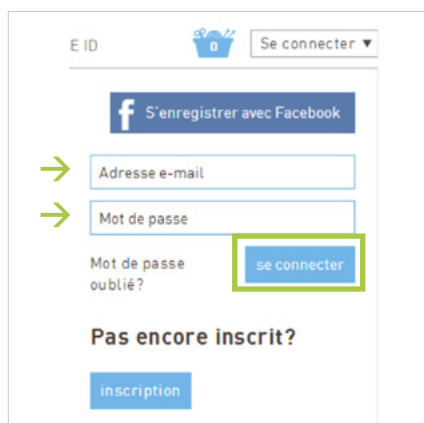 E ID
0
Se connecter ▼
f S'enregistrer avec Facebook
Adresse e-mail
Mot de passe
Mot de passe
oublié?
se connecter
Pas encore inscrit?
inscription